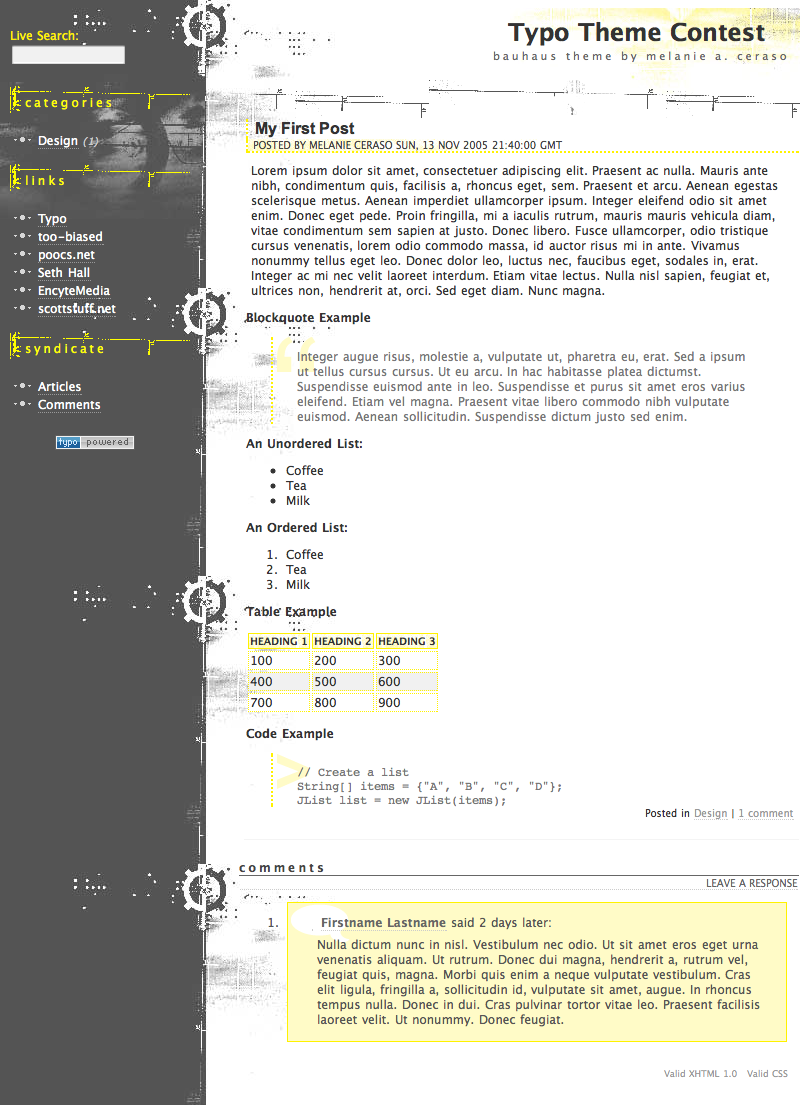 Live Search:
categories
Design (1)
links
Typo
too-biased
poocs.net
Seth Hall
EncyteMedia
scottstuff.net
syndicate
Articles
Comments
typo powered
Typo Theme Contest
bauhaus theme by melanie a. ceraso
My First Post
POSTED BY MELANIE CERASO SUN, 13 NOV 2005 21:40:00 GMT
Lorem ipsum dolor sit amet, consectetuer adipiscing elit. Praesent ac nulla. Mauris ante
nibh, condimentum quis, facilisis a, rhoncus eget, sem. Praesent et arcu. Aenean egestas
scelerisque metus. Aenean imperdiet ullamcorper ipsum. Integer eleifend odio sit amet
enim. Donec eget pede. Proin fringilla, mi a iaculis rutrum, mauris mauris vehicula diam,
vitae condimentum sem sapien at justo. Donec libero. Fusce ullamcorper, odio tristique
cursus venenatis, lorem odio commodo massa, id auctor risus mi in ante. Vivamus
nonummy tellus eget leo. Donec dolor leo, luctus nec, faucibus eget, sodales in, erat.
Integer ac mi nec velit laoreet interdum. Etiam vitae lectus. Nulla nisl sapien, feugiat et,
ultrices non, hendrerit at, orci. Sed eget diam. Nunc magna.
Blockquote Example
“
Integer augue risus, molestie a, vulputate ut, pharetra eu, erat. Sed a ipsum
ut tellus cursus cursus. Ut eu arcu. In hac habitasse platea dictumst.
Suspendisse euismod ante in leo. Suspendisse et purus sit amet eros varius
eleifend. Etiam vel magna. Praesent vitae libero commodo nibh vulputate
euismod. Aenean sollicitudin. Suspendisse dictum justo sed enim.
An Unordered List:
• Coffee
• Tea
• Milk
An Ordered List:
1. Coffee
2. Tea
3. Milk
Table Example
HEADING 1 HEADING 2 HEADING 3
100 200 300
400 500 600
700 800 900
Code Example
>
// Create a list
String[] items = {"A", "B", "C", "D"};
JList list = new JList(items);
Posted in Design | 1 comment
comments
LEAVE A RESPONSE
1. Firstname Lastname said 2 days later:
Nulla dictum nunc in nisl. Vestibulum nec odio. Ut sit amet eros eget urna
venenatis aliquam. Ut rutrum. Donec dui magna, hendrerit a, rutrum vel,
feugiat quis, magna. Morbi quis enim a neque vulputate vestibulum. Cras
elit ligula, fringilla a, sollicitudin id, vulputate sit amet, augue. In rhoncus
tempus nulla. Donec in dui. Cras pulvinar tortor vitae leo. Praesent facilisis
laoreet velit. Ut nonummy. Donec feugiat.
Valid XHTML 1.0 Valid CSS